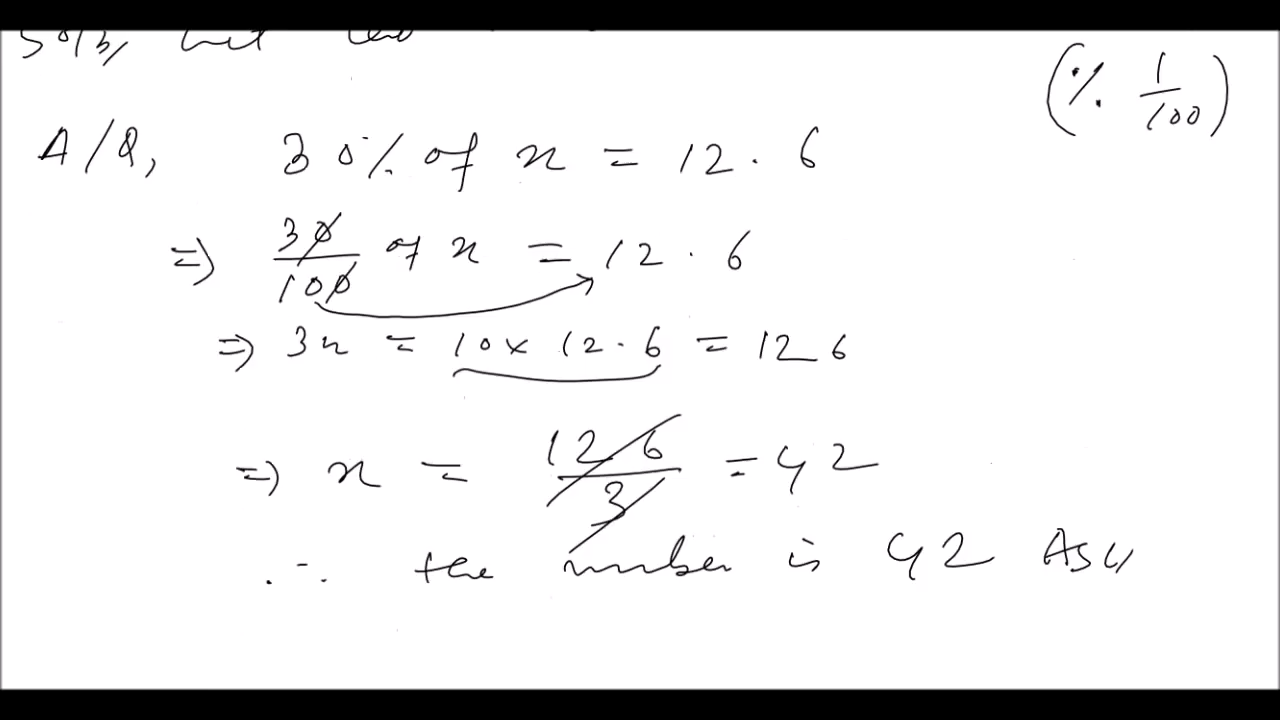 (% 1/100)
A/Q, 30% of x = 12.6
=> 30/100 of x = 12.6
=> 3x = 10 x 12.6 = 126
=> x = 126/3 = 42
∴ the number is 42